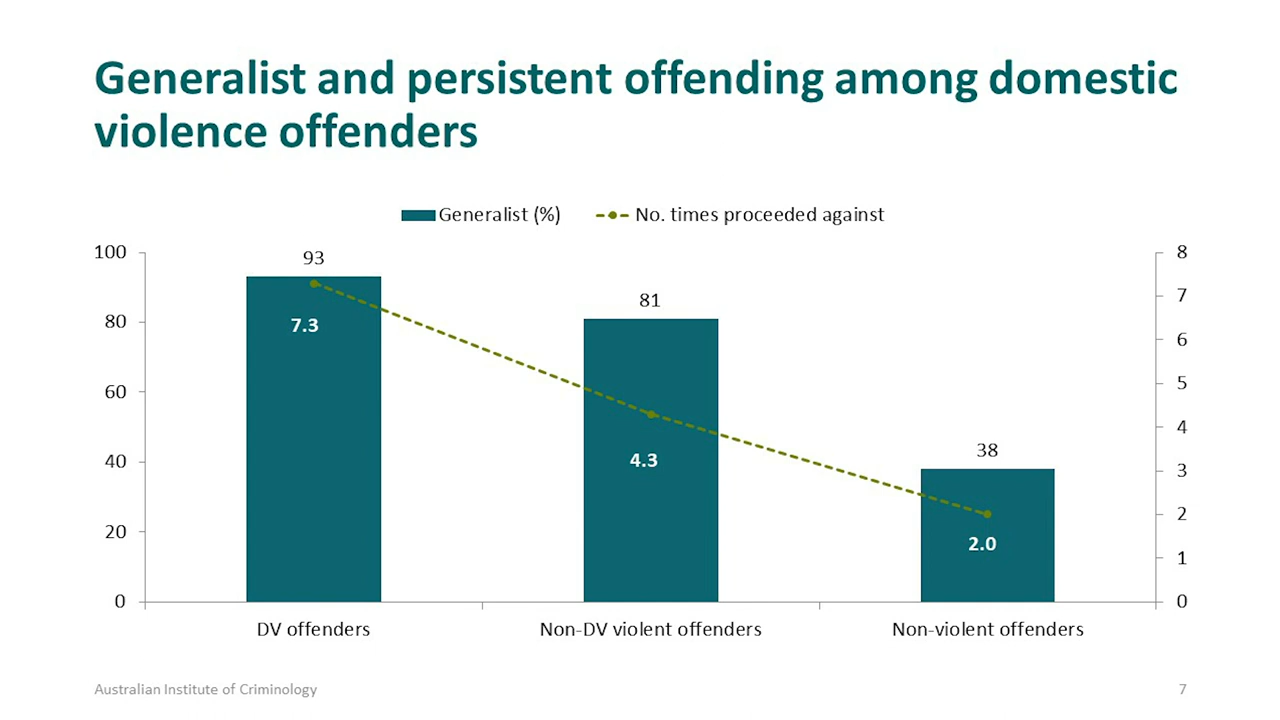 Generalist and persistent offending among domestic
violence offenders
Generalist (%) No. times proceeded against
100 93 8
7
80 7.3 81 6
60 5
4
40 4.3 38 3
20 2.0 2
1
0 0
DV offenders Non-DV violent offenders Non-violent offenders
Australian Institute of Criminology 7